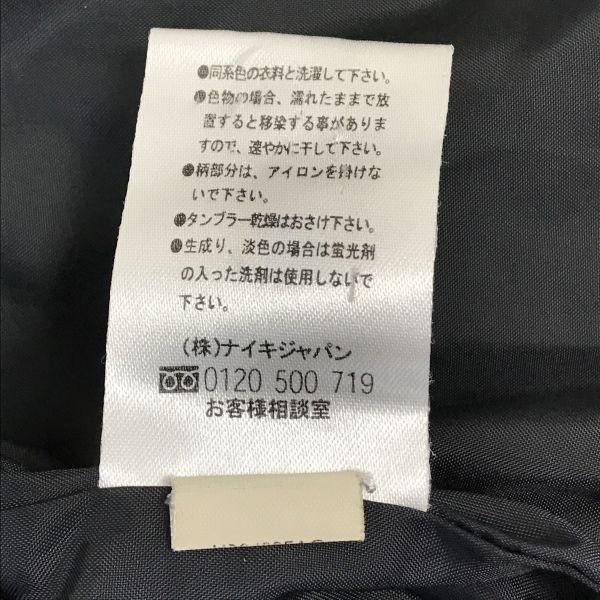 ●同系色の衣料と洗濯して下さい。
●色物の場合、濡れたままで放
置すると移染する事がありま
すので、速やかに干して下さい。
●柄部分は、アイロンを掛けな
いで下さい。
●タンブラー乾燥はおさけ下さい。
●生成り、淡色の場合は蛍光剤
の入った洗剤は使用しないで
下さい。
(株)ナイキジャパン
0120 500 719
お客様相談室